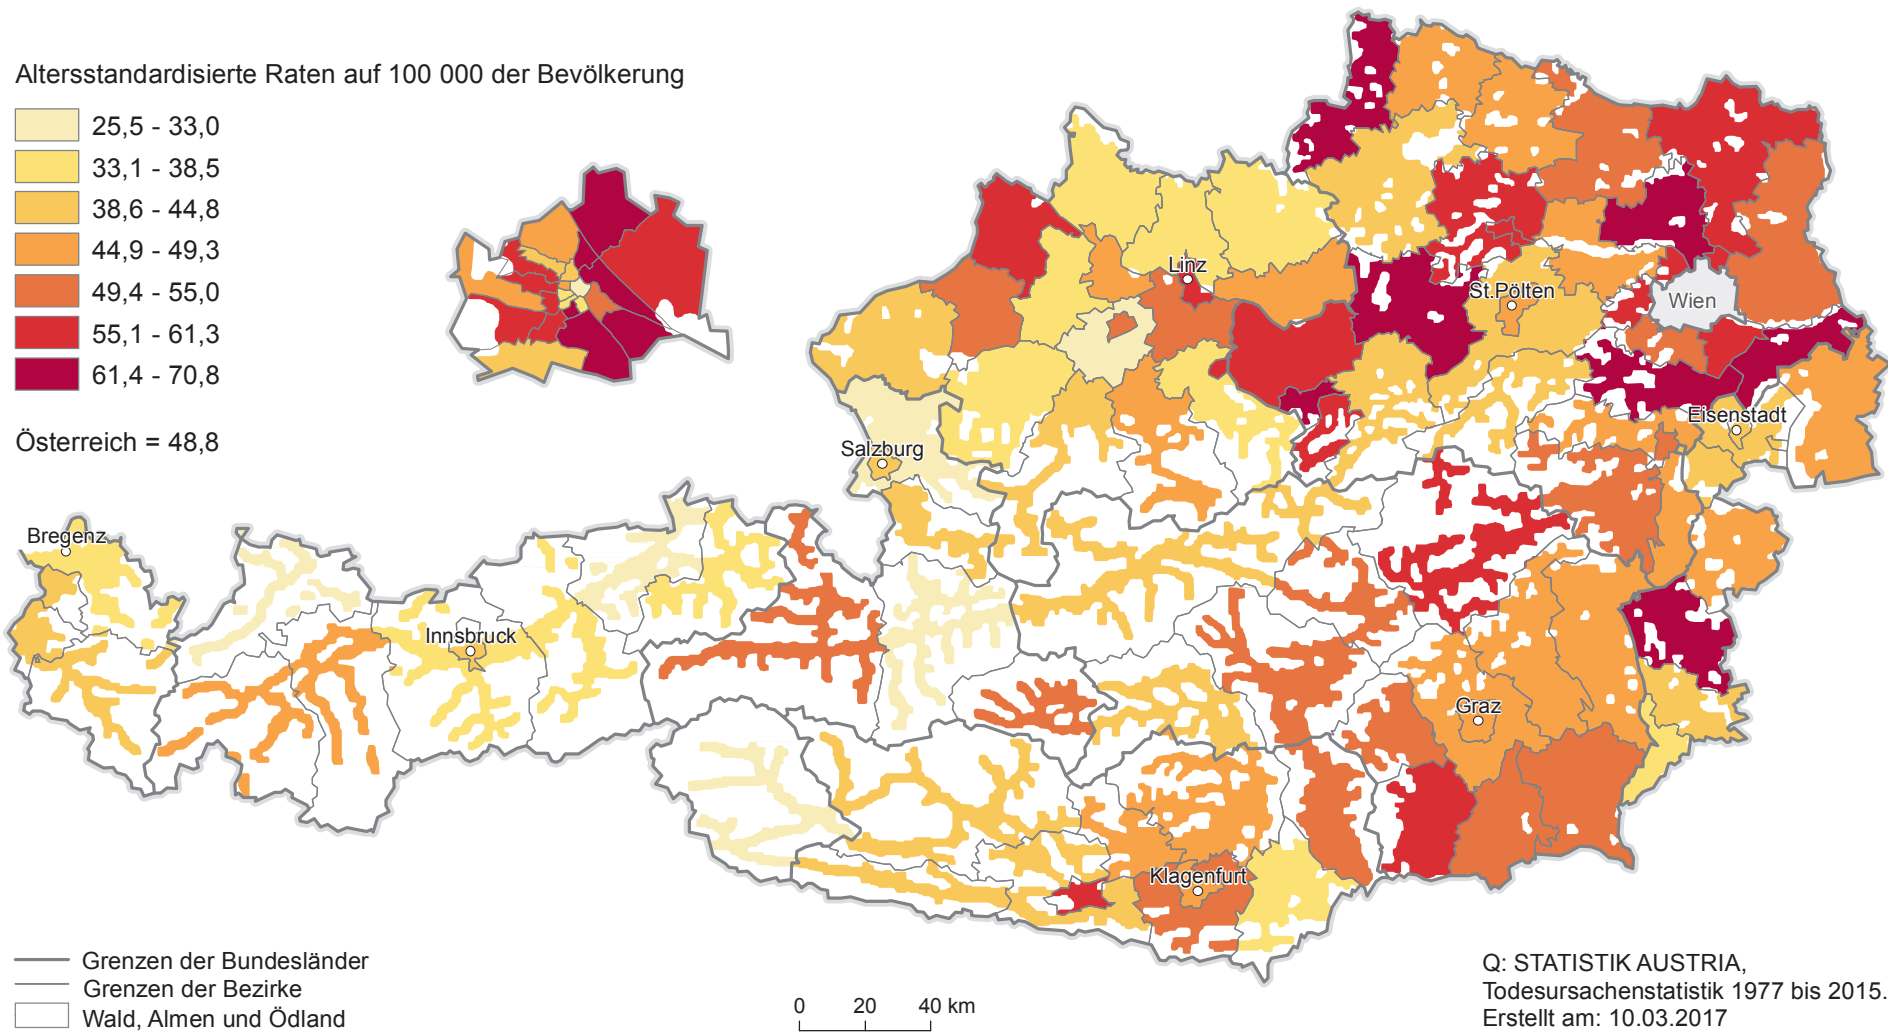 Altersstandardisierte Raten auf 100 000 der Bevölkerung
25,5 - 33,0
33,1 - 38,5
38,6 - 44,8
44,9 - 49,3
49,4 - 55,0
55,1 - 61,3
61,4 - 70,8
Österreich = 48,8
Linz
St.Pölten
Wien
Eisenstadt
Salzburg
Bregenz
Innsbruck
Graz
Klagenfurt
Grenzen der Bundesländer
Grenzen der Bezirke
Wald, Almen und Ödland
0 20 40 km
Q: STATISTIK AUSTRIA,
Todesursachenstatistik 1977 bis 2015.
Erstellt am: 10.03.2017